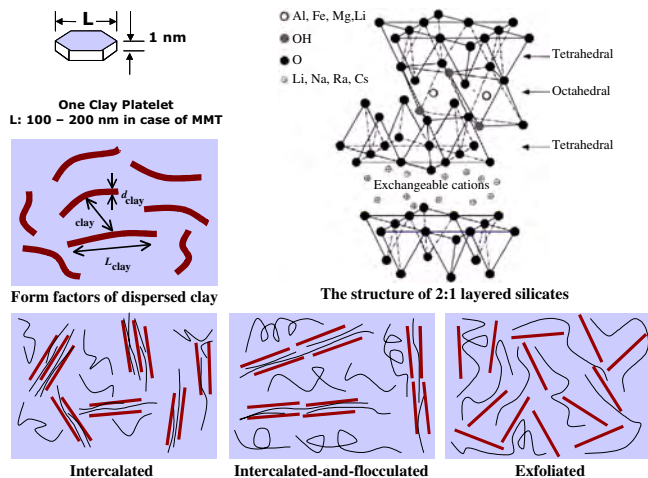 L
1 nm
One Clay Platelet
L: 100 – 200 nm in case of MMT
Al, Fe, Mg,Li
OH
O
Li, Na, Ra, Cs
Tetrahedral
Octahedral
Tetrahedral
Exchangeable cations
The structure of 2:1 layered silicates
dclay
clay
Lclay
Form factors of dispersed clay
Intercalated
Intercalated-and-flocculated
Exfoliated